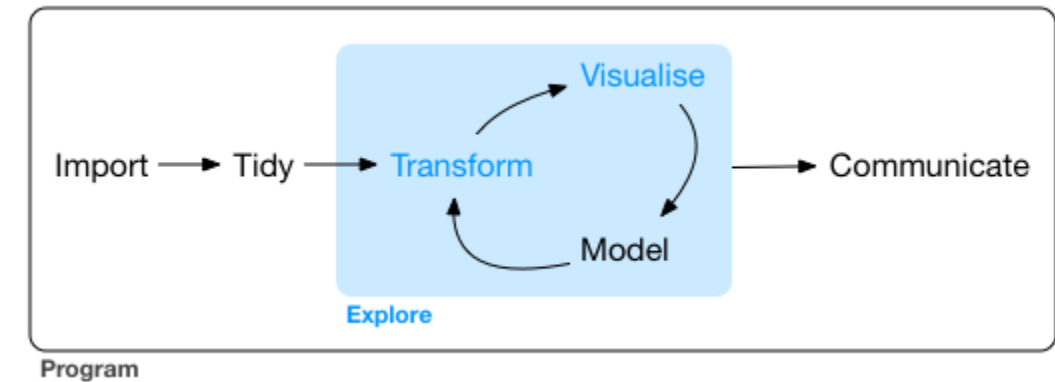 Visualise
Import Tidy Transform Communicate
Model
Explore
Program